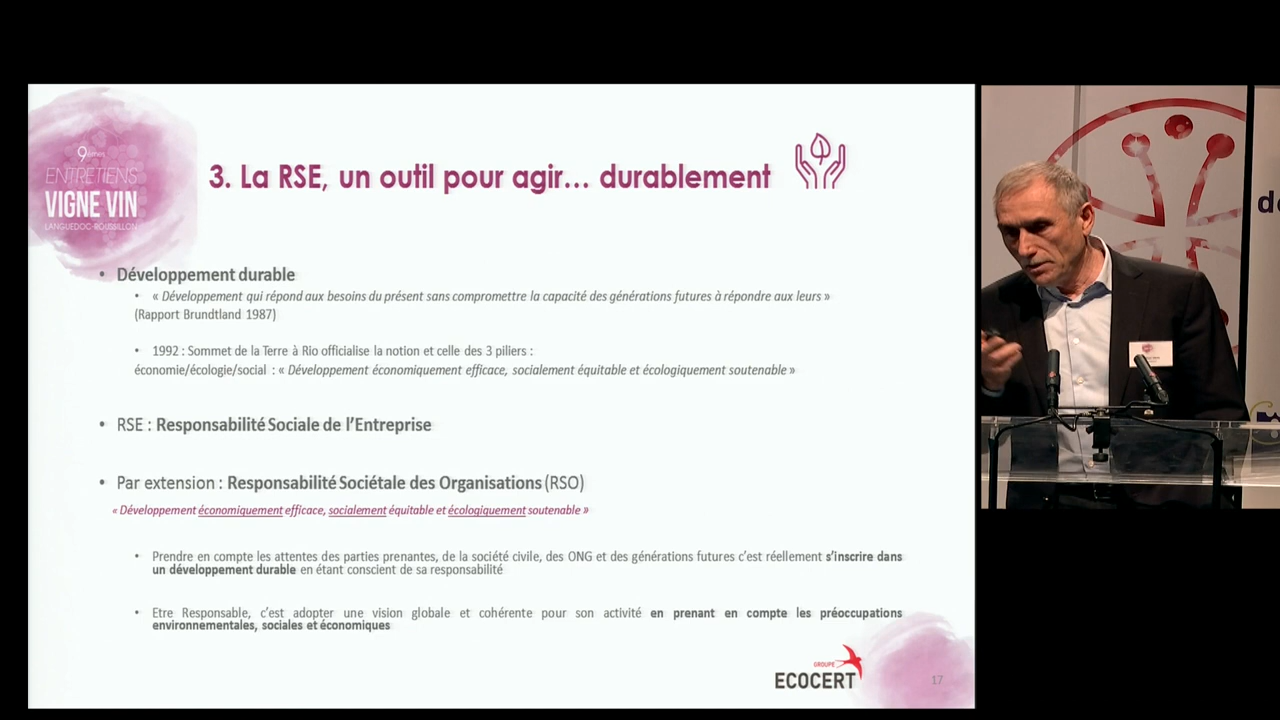 9èmes
ENTRETIENS
VIGNE VIN
LANGUEDOC-ROUSSILLON
3. La RSE, un outil pour agir… durablement
• Développement durable
• « Développement qui répond aux besoins du présent sans compromettre la capacité des générations futures à répondre aux leurs »
(Rapport Brundtland 1987)
• 1992 : Sommet de la Terre à Rio officialise la notion et celle des 3 piliers :
économie/écologie/social : « Développement économiquement efficace, socialement équitable et écologiquement soutenable »
• RSE : Responsabilité Sociale de l'Entreprise
• Par extension : Responsabilité Sociétale des Organisations (RSO)
« Développement économiquement efficace, socialement équitable et écologiquement soutenable »
• Prendre en compte les attentes des parties prenantes, de la société civile, des ONG et des générations futures c'est réellement s'inscrire dans
un développement durable en étant conscient de sa responsabilité
• Etre Responsable, c'est adopter une vision globale et cohérente pour son activité en prenant en compte les préoccupations
environnementales, sociales et économiques
GROUPE
ECOCERT
17